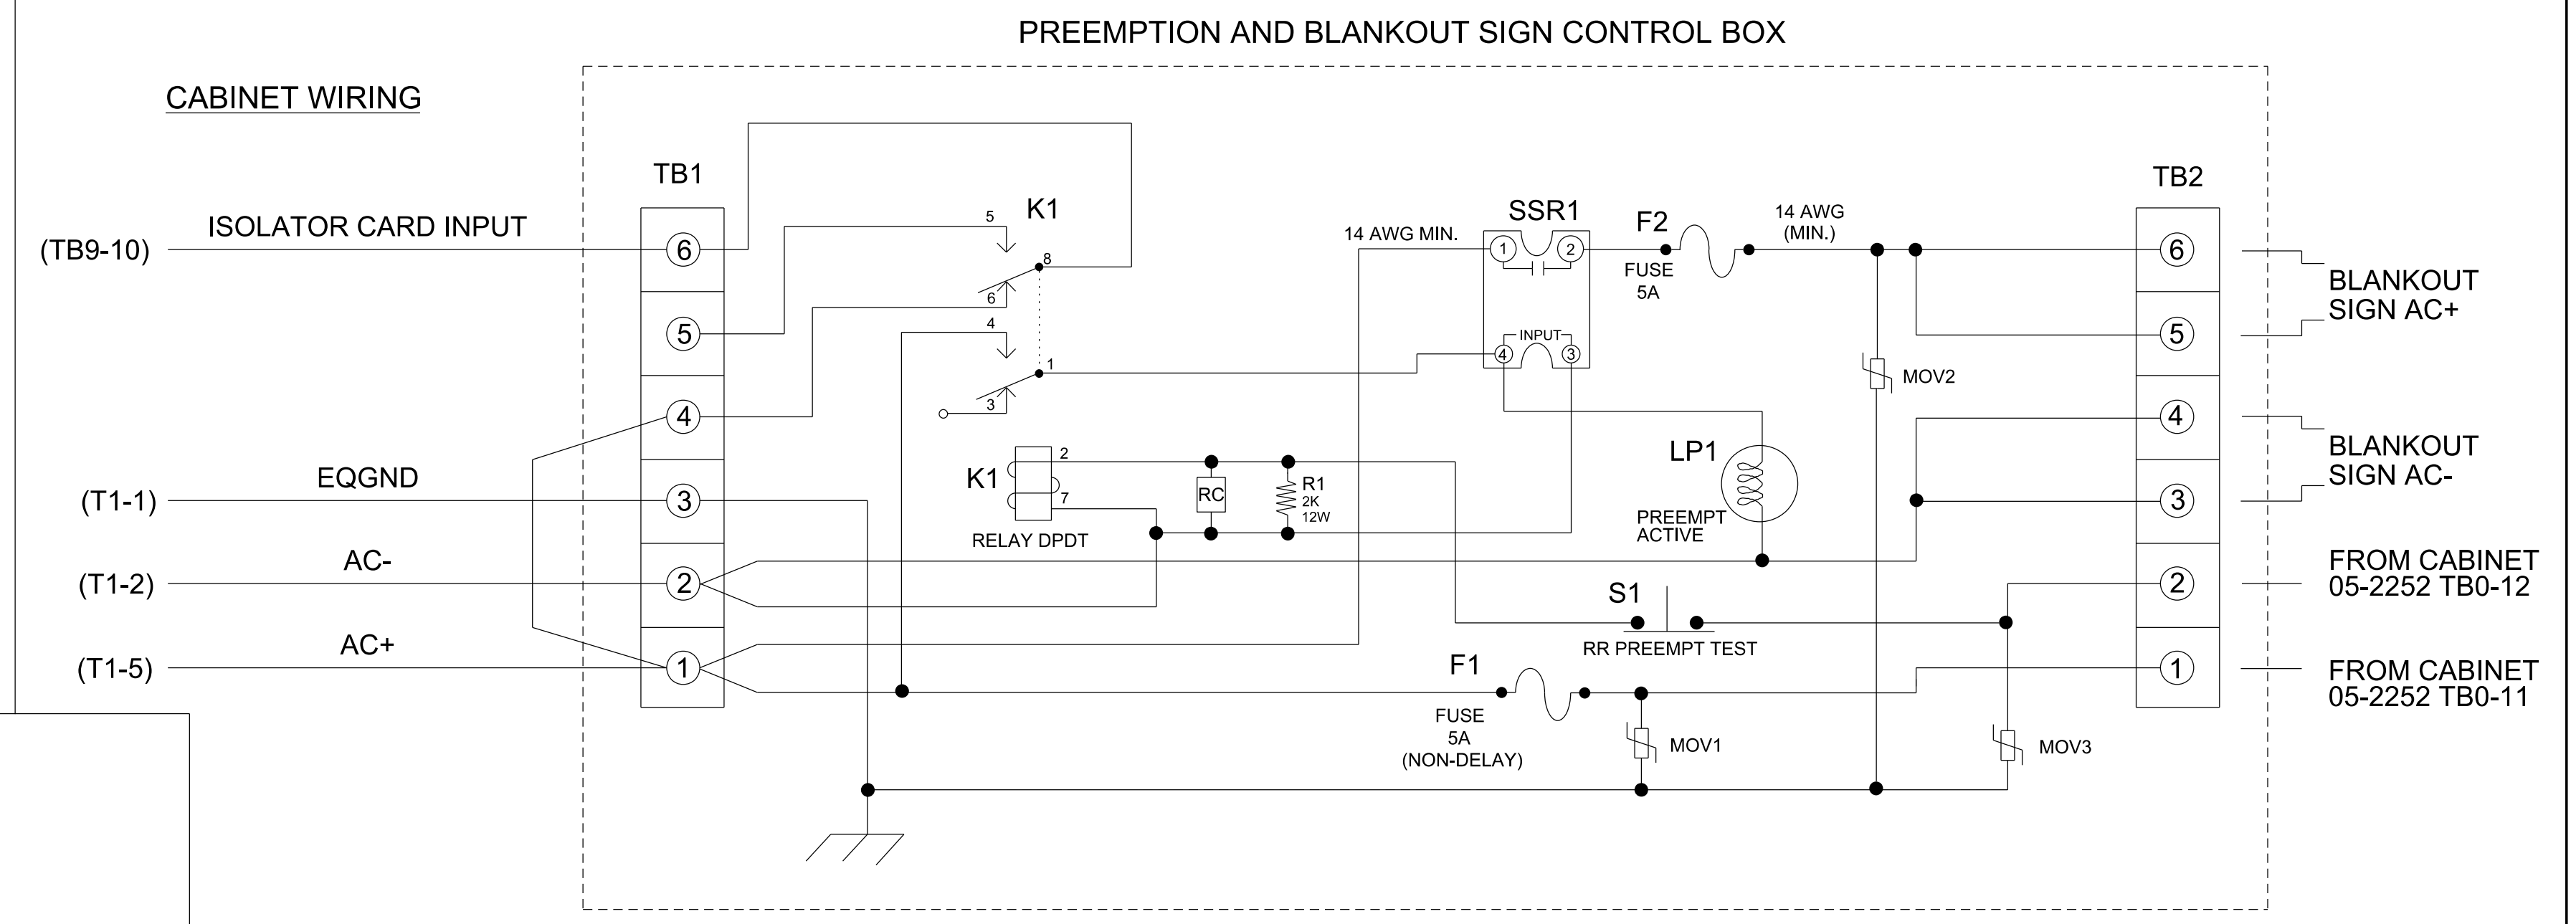 PREEMPTION AND BLANKOUT SIGN CONTROL BOX
CABINET WIRING
TB1
TB2
(TB9-10)
ISOLATOR CARD INPUT
6
5
4
3
2
1
EQGND
(T1-1)
AC-
(T1-2)
AC+
(T1-5)
5
K1
8
6
4
1
3
K1
2
7
RELAY DPDT
RC
R1
2K
12W
14 AWG MIN.
SSR1
1
2
INPUT
4
3
F2
FUSE
5A
14 AWG
(MIN.)
MOV2
LP1
PREEMPT
ACTIVE
S1
RR PREEMPT TEST
F1
FUSE
5A
(NON-DELAY)
MOV1
MOV3
6
5
4
3
2
1
BLANKOUT
SIGN AC+
BLANKOUT
SIGN AC-
FROM CABINET
05-2252 TB0-12
FROM CABINET
05-2252 TB0-11